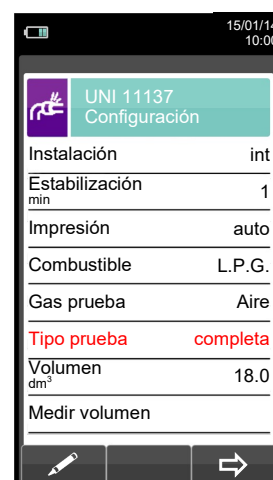 15/01/14
10:00
UNI 11137
Configuración
Instalación int
Estabilización
min 1
Impresión auto
Combustible L.P.G.
Gas prueba Aire
Tipo prueba completa
Volumen
dm³ 18.0
Medir volumen